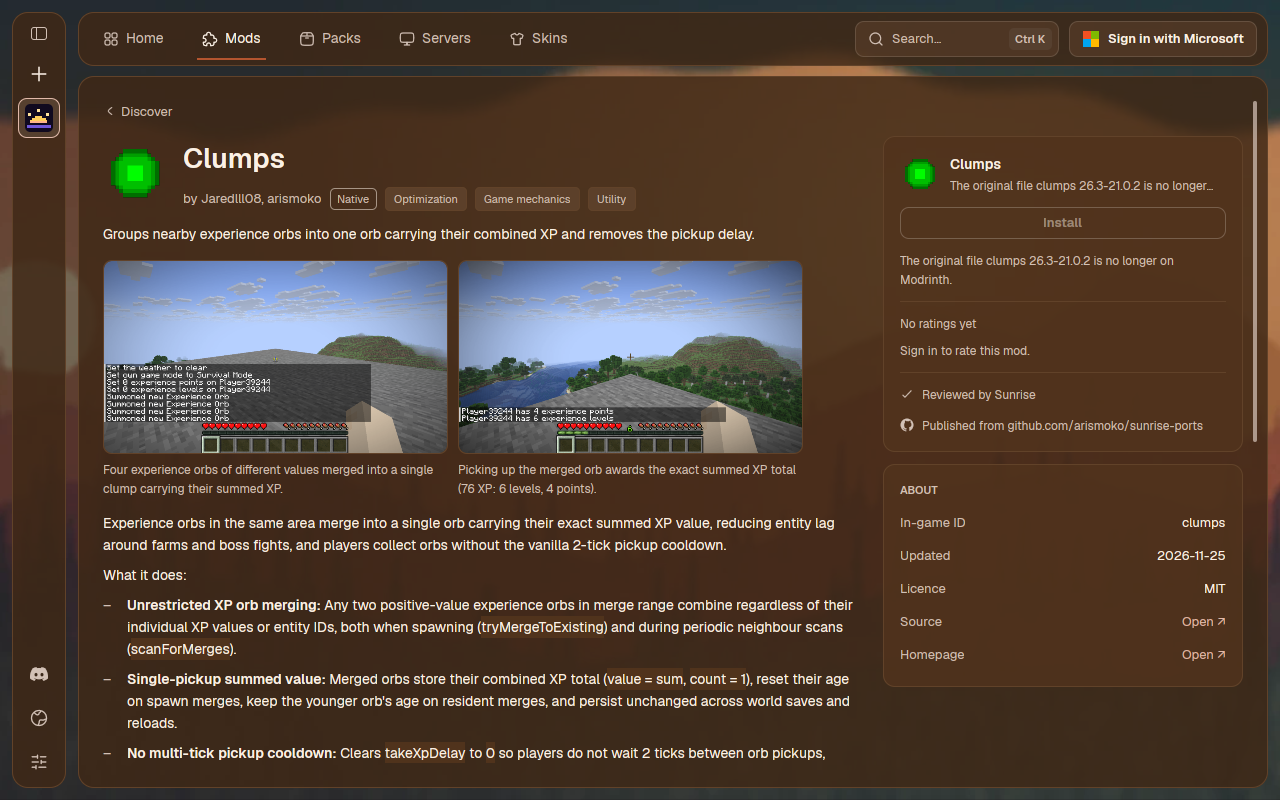 Home
Mods
Packs
Servers
Skins
Search...
Ctrl K
Sign in with Microsoft
Discover
Clumps
by Jaredlll08, arismoko
Native
Optimization
Game mechanics
Utility
Groups nearby experience orbs into one orb carrying their combined XP and removes the pickup delay.
Set the weather to clear
Set own game mode to Survival Mode
Set 0 experience points on Player39244
Set 0 experience levels on Player39244
Summoned new Experience Orb
Summoned new Experience Orb
Summoned new Experience Orb
Summoned new Experience Orb
Player39244 has 4 experience points
Player39244 has 6 experience levels
Four experience orbs of different values merged into a single
clump carrying their summed XP.
Picking up the merged orb awards the exact summed XP total
(76 XP: 6 levels, 4 points).
Experience orbs in the same area merge into a single orb carrying their exact summed XP value, reducing entity lag
around farms and boss fights, and players collect orbs without the vanilla 2-tick pickup cooldown.
What it does:
– Unrestricted XP orb merging: Any two positive-value experience orbs in merge range combine regardless of their
individual XP values or entity IDs, both when spawning (tryMergeToExisting) and during periodic neighbour scans
(scanForMerges).
– Single-pickup summed value: Merged orbs store their combined XP total (value = sum, count = 1), reset their age
on spawn merges, keep the younger orb's age on resident merges, and persist unchanged across world saves and
reloads.
– No multi-tick pickup cooldown: Clears takeXpDelay to 0 so players do not wait 2 ticks between orb pickups,
Clumps
The original file clumps 26.3-21.0.2 is no longer...
Install
The original file clumps 26.3-21.0.2 is no longer on
Modrinth.
No ratings yet
Sign in to rate this mod.
Reviewed by Sunrise
Published from github.com/arismoko/sunrise-ports
ABOUT
In-game ID clumps
Updated 2026-11-25
Licence MIT
Source Open ↗
Homepage Open ↗